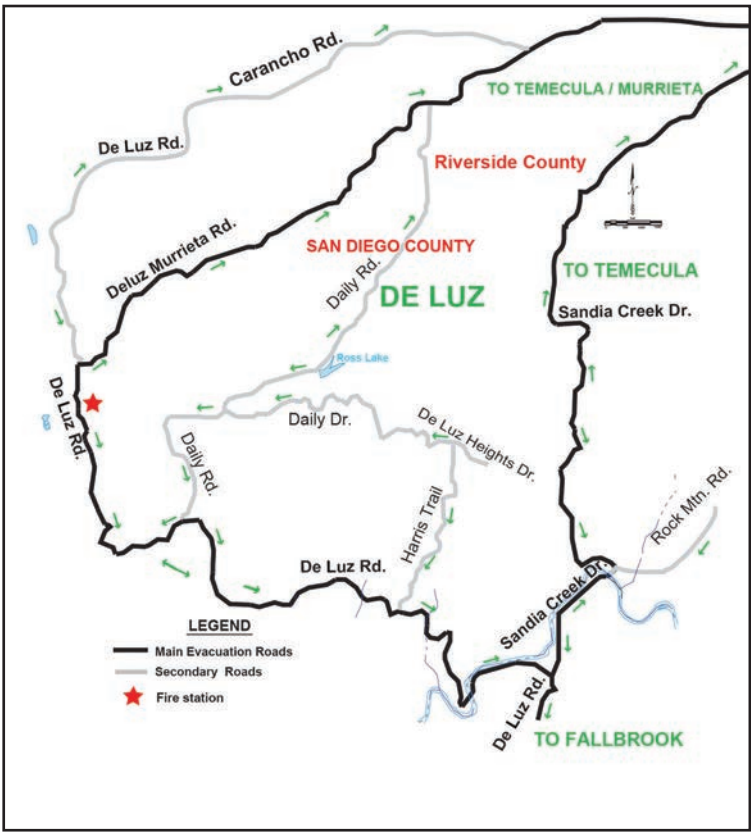 Carancho Rd.
TO TEMECULA / MURRIETA
De Luz Rd.
Riverside County
Deluz Murrieta Rd.
SAN DIEGO COUNTY
Daily Rd.
TO TEMECULA
DE LUZ
Sandia Creek Dr.
Ross Lake
De Luz Rd.
Daily Dr.
De Luz Heights Dr.
Daily Rd.
Harris Trail
Rock Mtn. Rd.
De Luz Rd.
Sandia Creek Dr.
LEGEND
Main Evacuation Roads
Secondary Roads
Fire station
De Luz Rd.
TO FALLBROOK